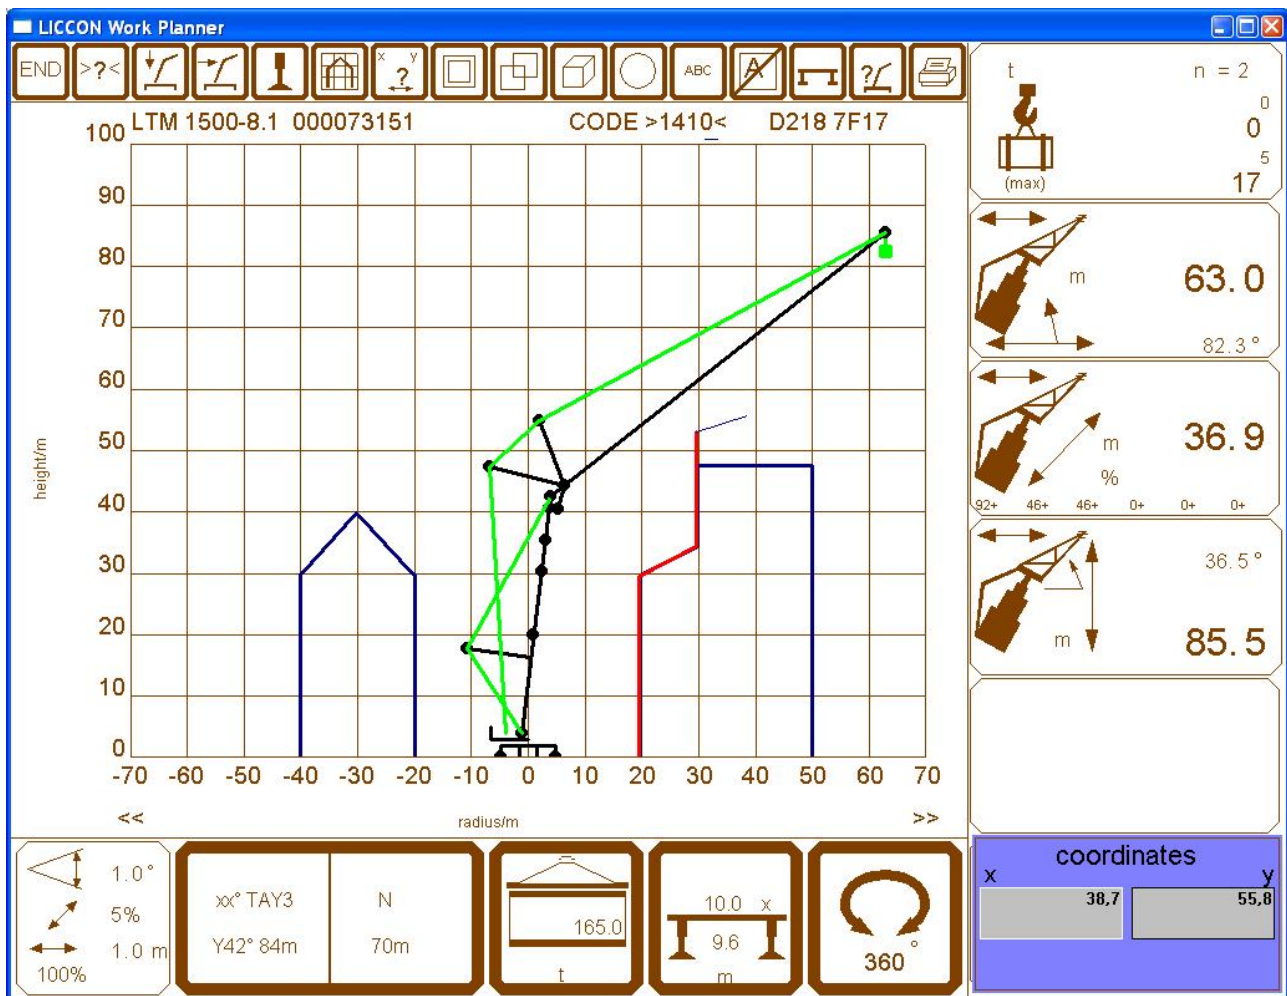 LICCON Work Planner
END >?< ? x y ? ABC A ?
LTM 1500-8.1 000073151 CODE >1410< D218 7F17
100
90
80
70
60
50
40
30
20
10
0
height/m
-70 -60 -50 -40 -30 -20 -10 0 10 20 30 40 50 60 70
<< radius/m >>
t n = 2
0
0
5
(max) 17
m 63.0
82.3°
m 36.9
%
92+ 46+ 46+ 0+ 0+ 0+
36.5°
m 85.5
1.0°
5%
1.0 m
100%
xx° TAY3 N
Y42° 84m 70m
165.0
t
10.0 x
9.6
m
360°
coordinates
x y
38,7 55,8